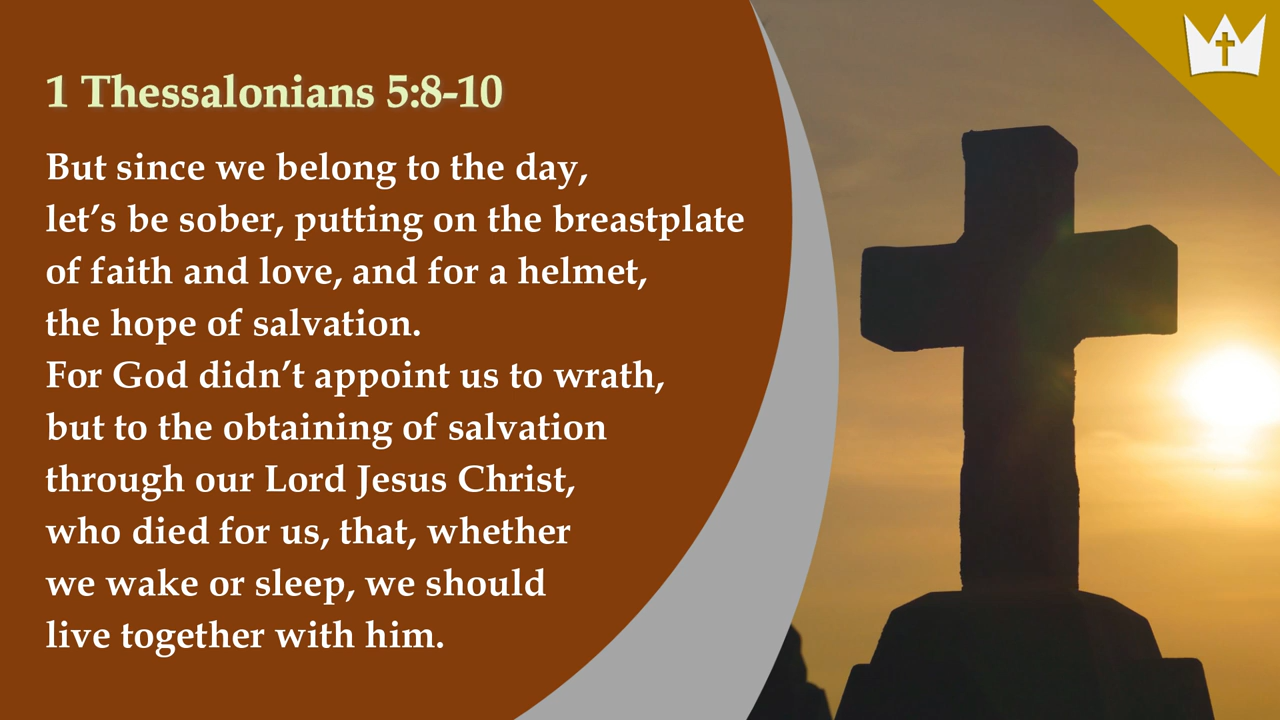 1 Thessalonians 5:8-10
But since we belong to the day,
let’s be sober, putting on the breastplate
of faith and love, and for a helmet,
the hope of salvation.
For God didn’t appoint us to wrath,
but to the obtaining of salvation
through our Lord Jesus Christ,
who died for us, that, whether
we wake or sleep, we should
live together with him.